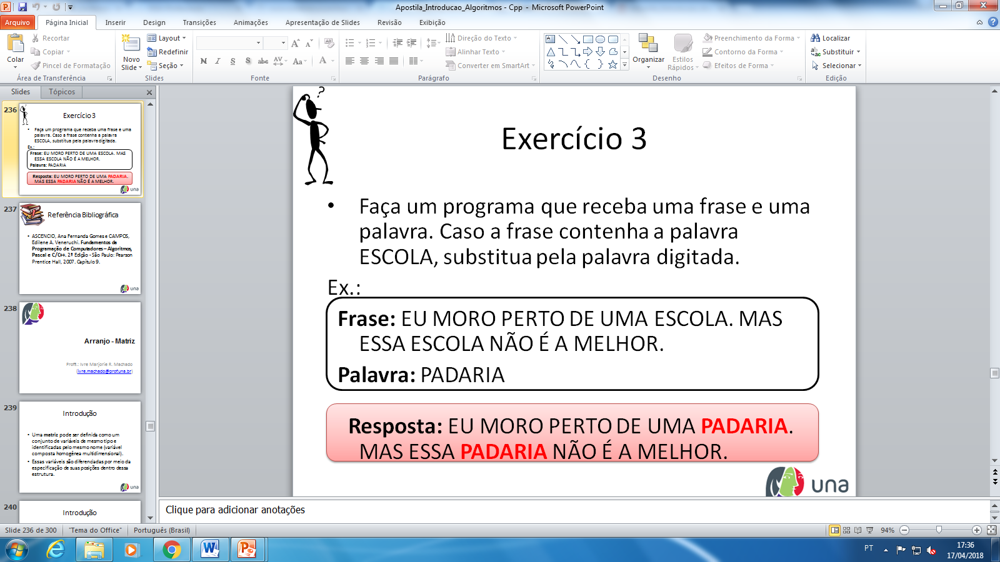 Apostila_Introducao_Algoritmos - Cpp - Microsoft PowerPoint
Arquivo Página Inicial Inserir Design Transições Animações Apresentação de Slides Revisão Exibição
Colar
Recortar
Copiar
Pincel de Formatação
Área de Transferência
Novo Slide
Layout
Redefinir
Seção
Slides
N I S S abc AV Aa A
Fonte
Direção do Texto
Alinhar Texto
Converter em SmartArt
Parágrafo
Organizar
Estilos Rápidos
Preenchimento da Forma
Contorno da Forma
Efeitos de Forma
Desenho
Localizar
Substituir
Selecionar
Edição
Slides Tópicos
236
Exercício 3
• Faça um programa que receba uma frase e uma
palavra. Caso a frase contenha a palavra
ESCOLA, substitua pela palavra digitada.
Ex.:
Frase: EU MORO PERTO DE UMA ESCOLA. MAS
ESSA ESCOLA NÃO É A MELHOR.
Palavra: PADARIA
Resposta: EU MORO PERTO DE UMA PADARIA.
MAS ESSA PADARIA NÃO É A MELHOR.
una
237
Referência Bibliográfica
• ASCENCIO, Ana Fernanda Gomes e CAMPOS,
Edilene A. Veneruchi. Fundamentos da
Programação de Computadores – Algoritmos,
Pascal e C/C++. 2ª Edição - São Paulo: Pearson
Prentice Hall, 2007. Capítulo 9.
una
238
Arranjo - Matriz
Profª.: Ivre Marjorie R. Machado
(ivre.machado@prof.una.br)
239
Introdução
• Uma matriz pode ser definida como um
conjunto de variáveis de mesmo tipo e
identificadas pelo mesmo nome (variável
composta homogênea multidimensional).
• Essas variáveis são diferenciadas por meio da
especificação de suas posições dentro dessa
estrutura.
una
240
Introdução
?
Exercício 3
• Faça um programa que receba uma frase e uma
palavra. Caso a frase contenha a palavra
ESCOLA, substitua pela palavra digitada.
Ex.:
Frase: EU MORO PERTO DE UMA ESCOLA. MAS
ESSA ESCOLA NÃO É A MELHOR.
Palavra: PADARIA
Resposta: EU MORO PERTO DE UMA PADARIA.
MAS ESSA PADARIA NÃO É A MELHOR.
una
Clique para adicionar anotações
Slide 236 de 300 "Tema do Office" Português (Brasil) 94%
PT 17:36
17/04/2018